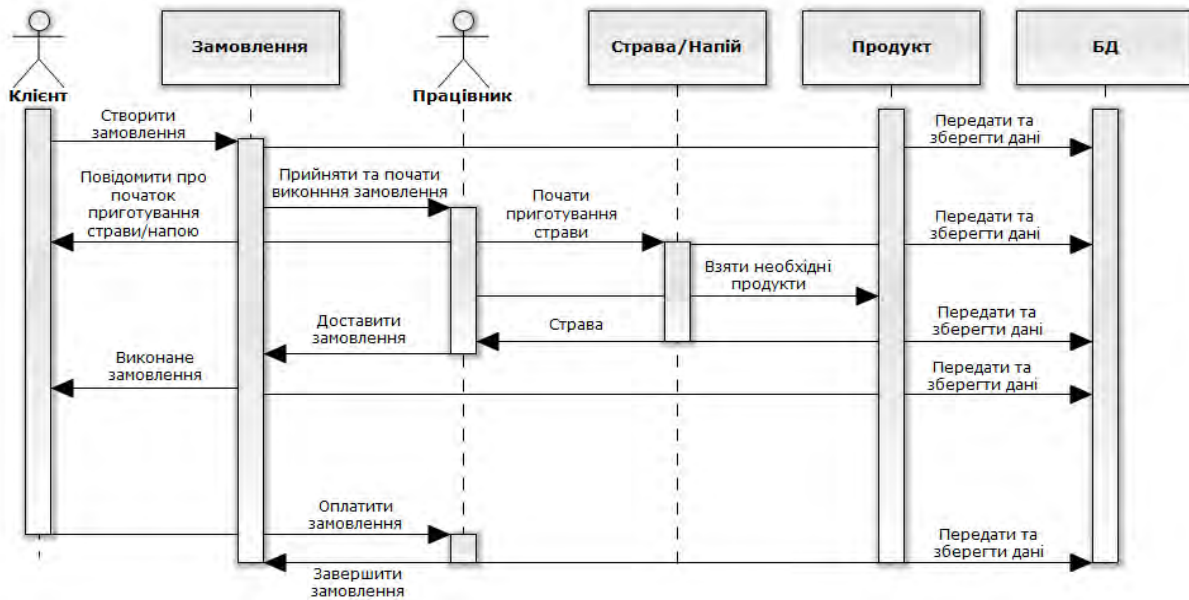 Замовлення
Страва/Напій
Продукт
БД
Клієнт
Працівник
Створити
замовлення
Передати та
зберегти дані
Повідомити про
початок
приготування
страви/напою
Прийняти та почати
виконння замовлення
Почати
приготування
страви
Передати та
зберегти дані
Взяти необхідні
продукти
Доставити
замовлення
Страва
Передати та
зберегти дані
Виконане
замовлення
Передати та
зберегти дані
Оплатити
замовлення
Передати та
зберегти дані
Завершити
замовлення